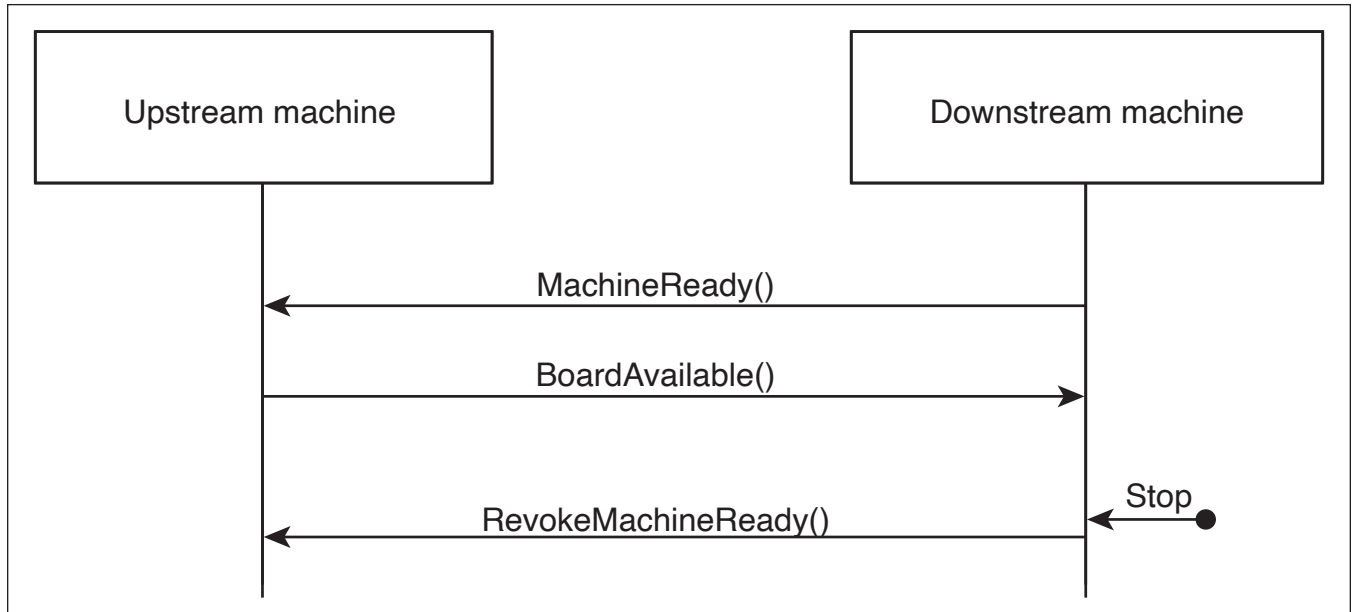 Upstream machine
Downstream machine
MachineReady()
BoardAvailable()
Stop
RevokeMachineReady()